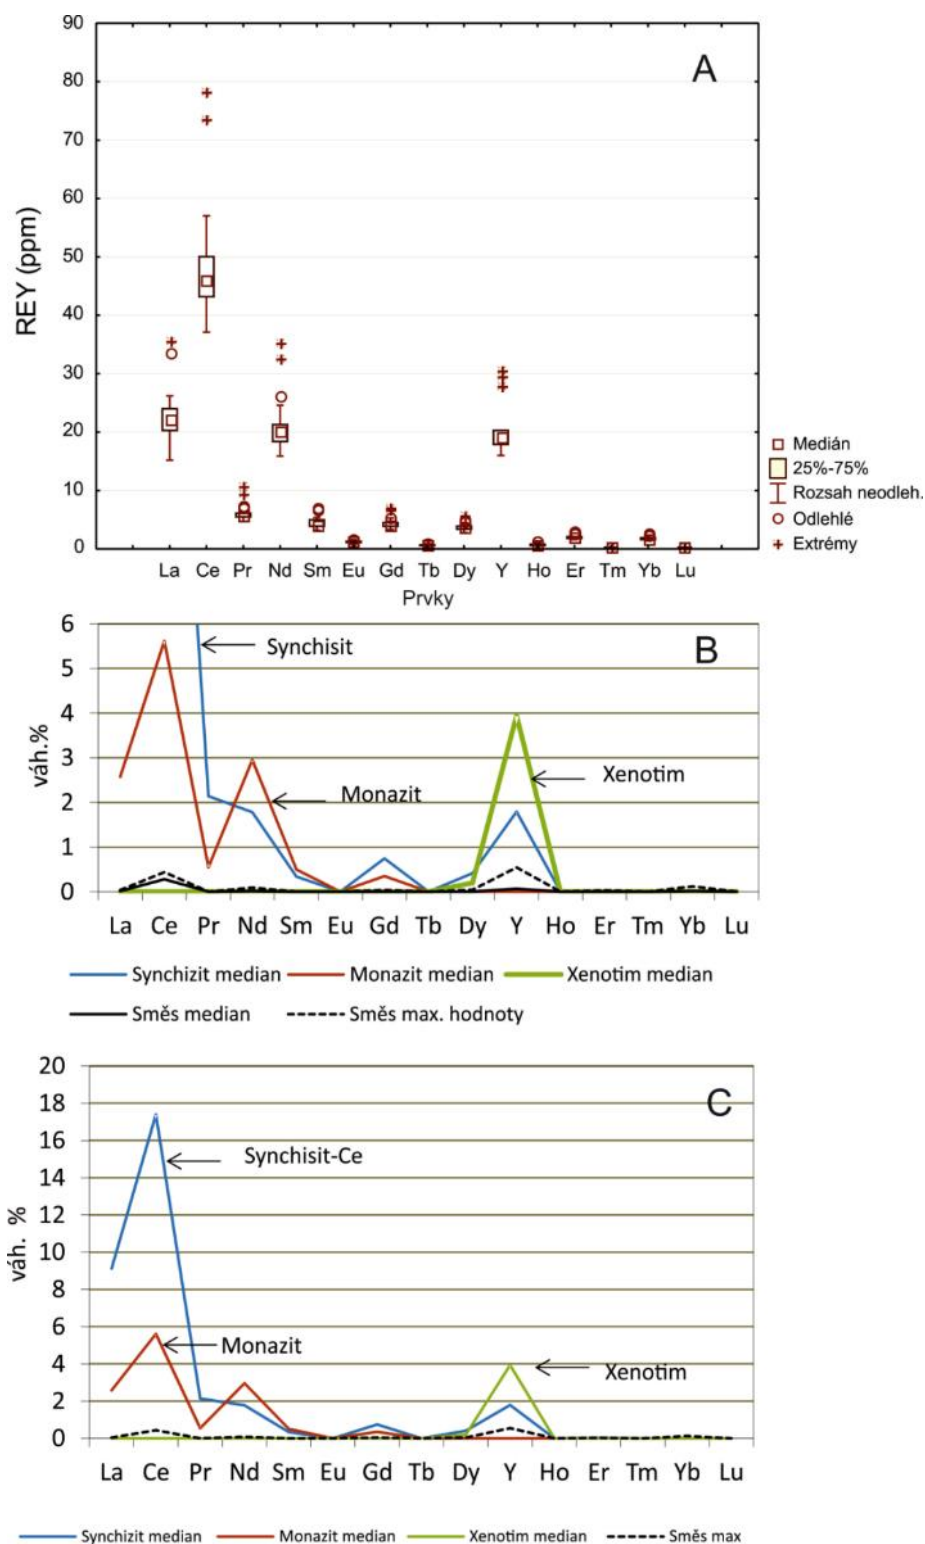 90
80
70
60
50
40
30
20
10
0
REY (ppm)
A
La Ce Pr Nd Sm Eu Gd Tb Dy Y Ho Er Tm Yb Lu
Prvky
Medián
25%-75%
Rozsah neodleh.
Odlehlé
Extrémy
6
5
4
3
2
1
0
váh.%
B
Synchisit
Monazit
Xenotim
La Ce Pr Nd Sm Eu Gd Tb Dy Y Ho Er Tm Yb Lu
Synchizit median Monazit median Xenotim median
Směs median Směs max. hodnoty
20
18
16
14
12
10
8
6
4
2
0
váh. %
C
Synchisit-Ce
Monazit
Xenotim
La Ce Pr Nd Sm Eu Gd Tb Dy Y Ho Er Tm Yb Lu
Synchizit median Monazit median Xenotim median Směs max